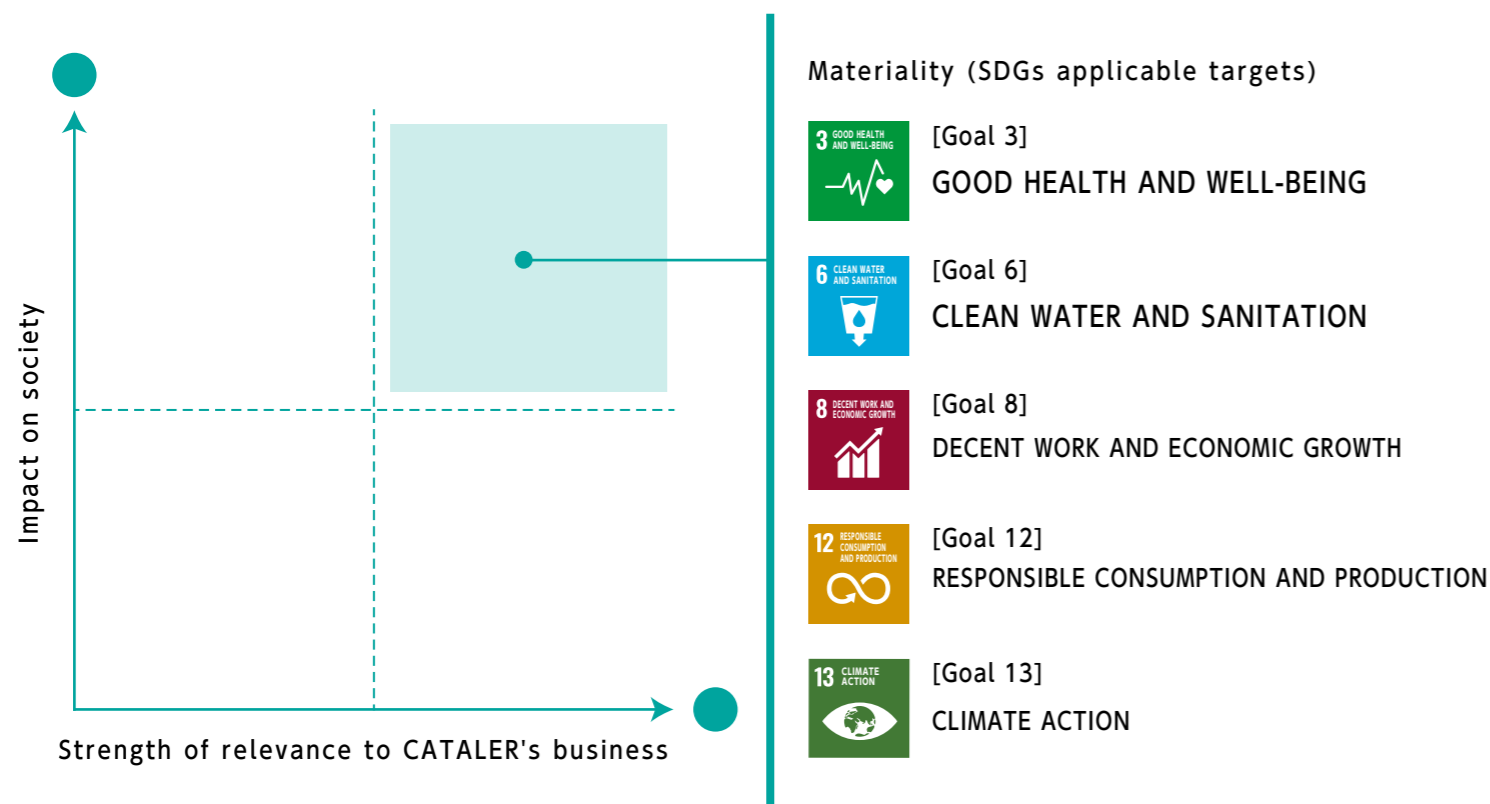 Impact on society
Strength of relevance to CATALER's business
Materiality (SDGs applicable targets)
3 GOOD HEALTH
AND WELL-BEING
[Goal 3]
GOOD HEALTH AND WELL-BEING
6 CLEAN WATER
AND SANITATION
[Goal 6]
CLEAN WATER AND SANITATION
8 DECENT WORK AND
ECONOMIC GROWTH
[Goal 8]
DECENT WORK AND ECONOMIC GROWTH
12 RESPONSIBLE
CONSUMPTION
AND PRODUCTION
[Goal 12]
RESPONSIBLE CONSUMPTION AND PRODUCTION
13 CLIMATE
ACTION
[Goal 13]
CLIMATE ACTION